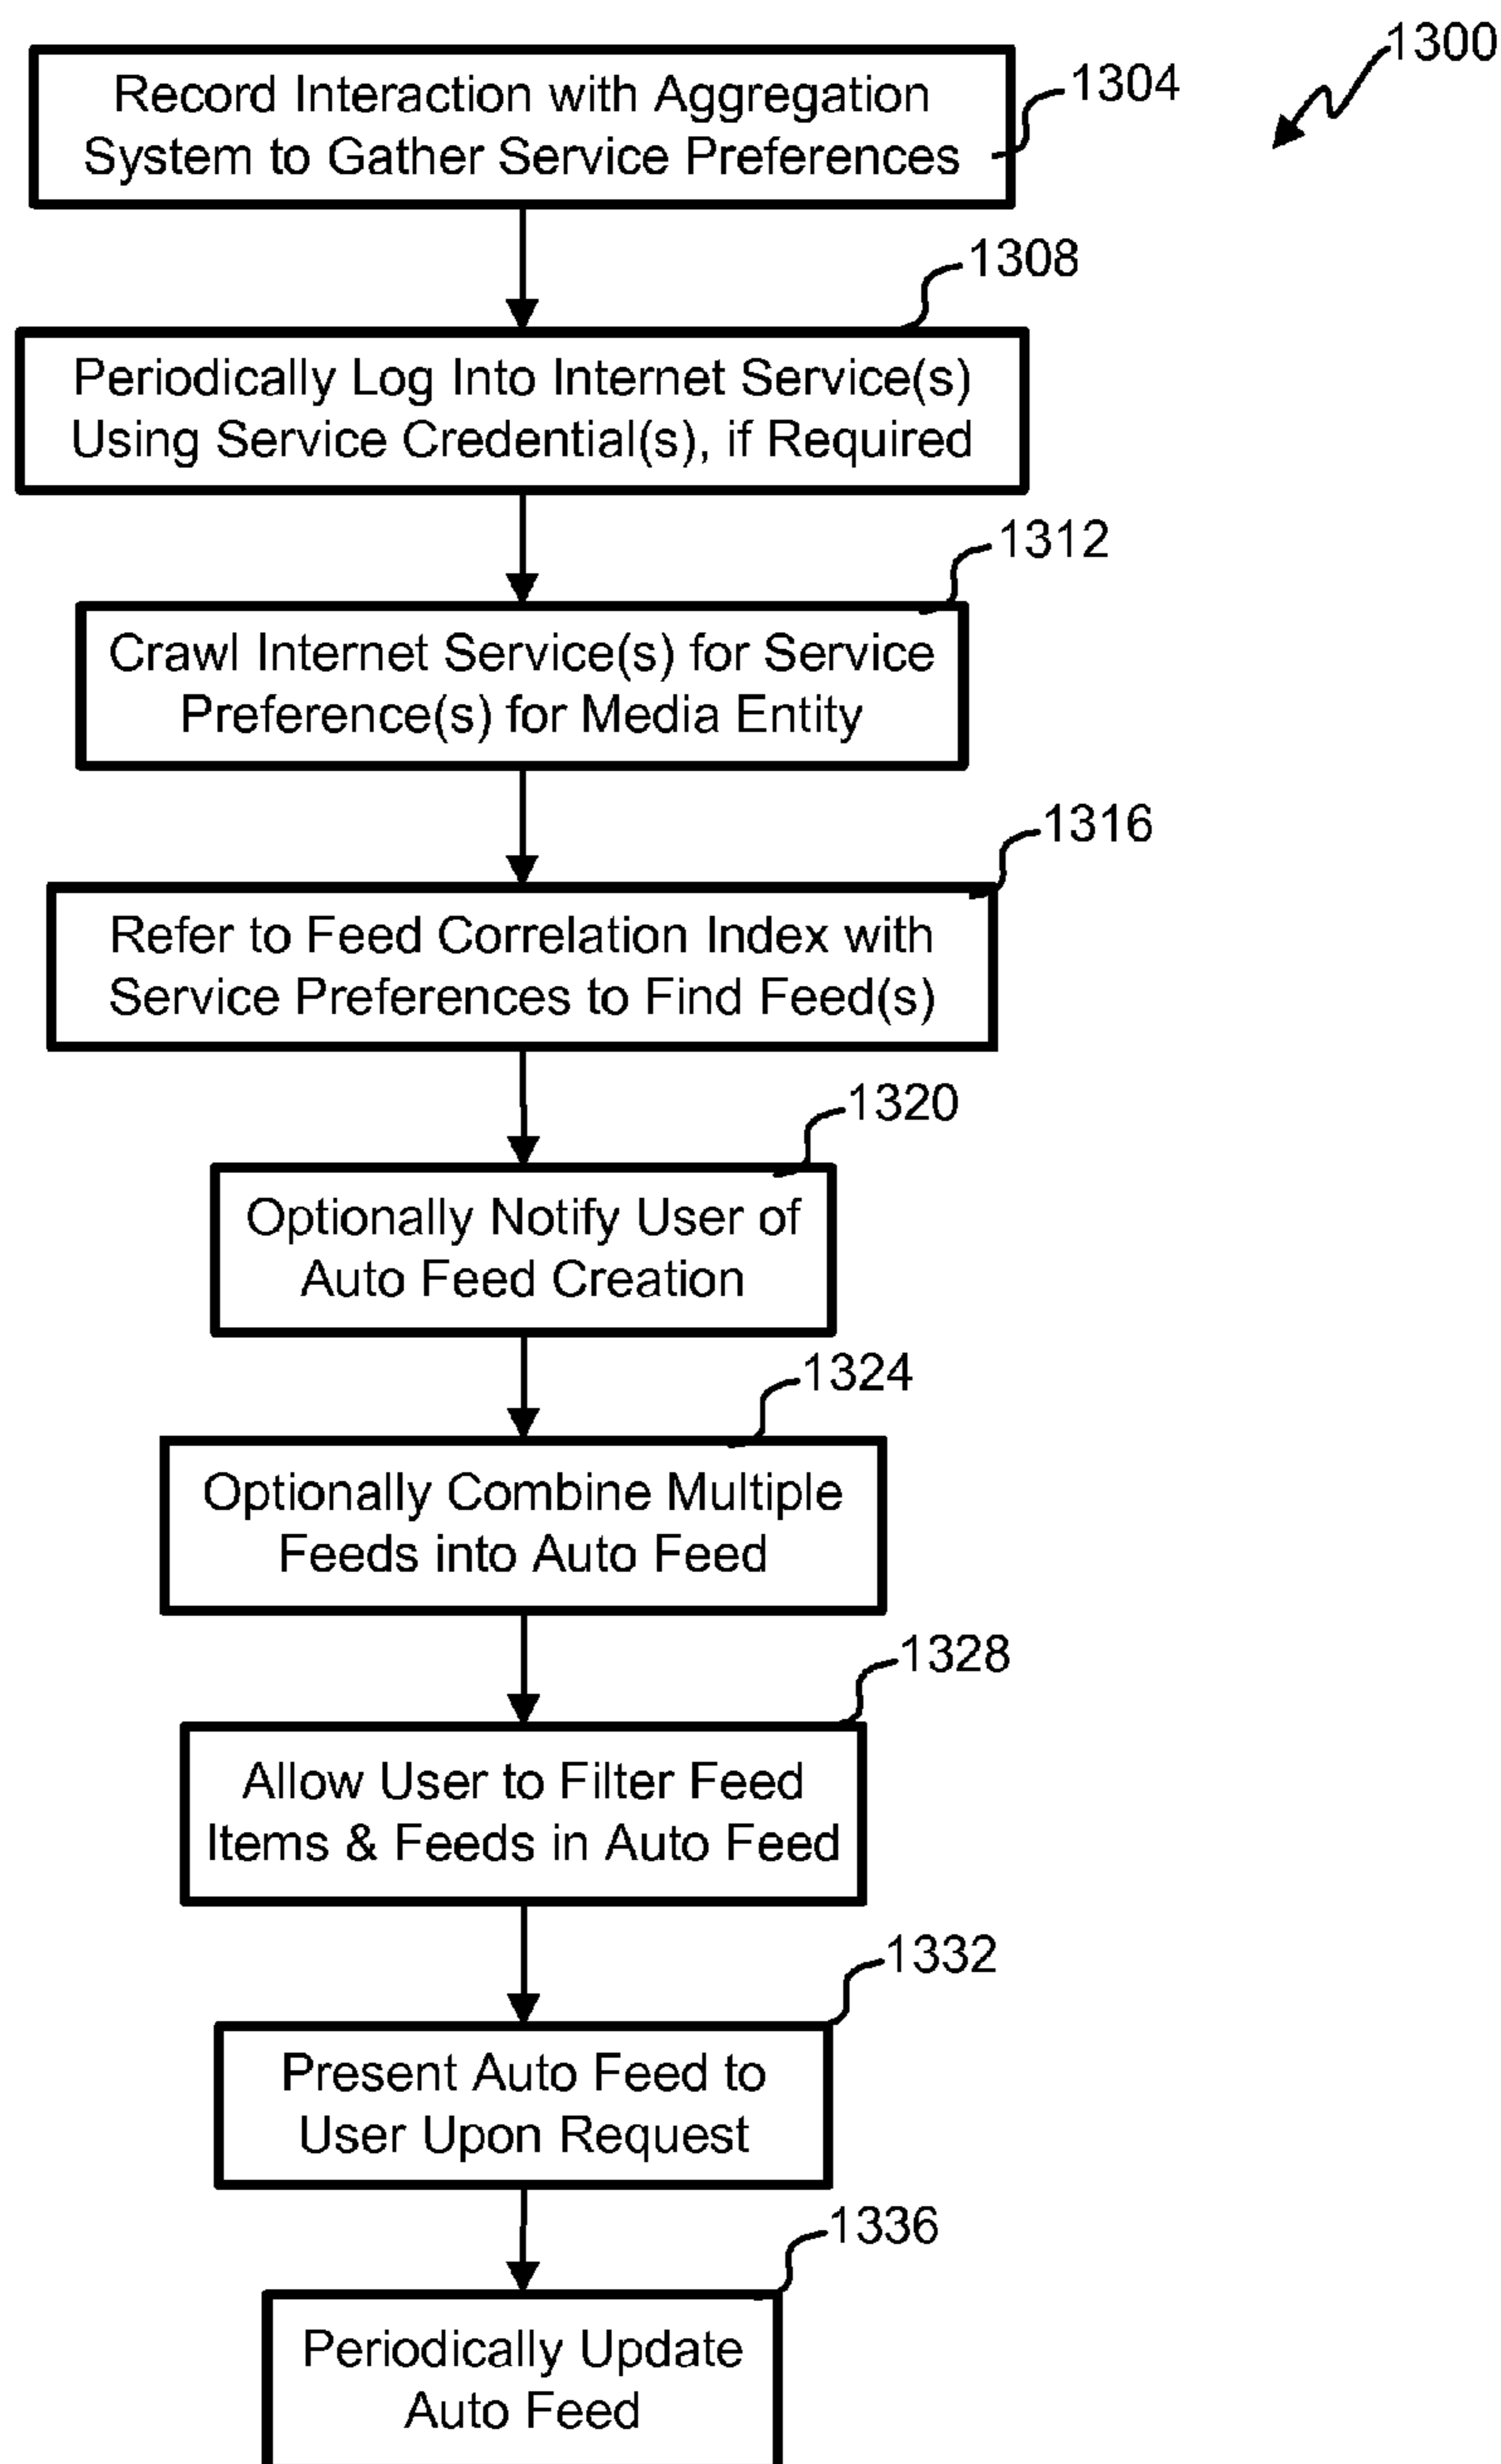 1300
Record Interaction with Aggregation
System to Gather Service Preferences
1304
1308
Periodically Log Into Internet Service(s)
Using Service Credential(s), if Required
1312
Crawl Internet Service(s) for Service
Preference(s) for Media Entity
1316
Refer to Feed Correlation Index with
Service Preferences to Find Feed(s)
1320
Optionally Notify User of
Auto Feed Creation
1324
Optionally Combine Multiple
Feeds into Auto Feed
1328
Allow User to Filter Feed
Items & Feeds in Auto Feed
1332
Present Auto Feed to
User Upon Request
1336
Periodically Update
Auto Feed